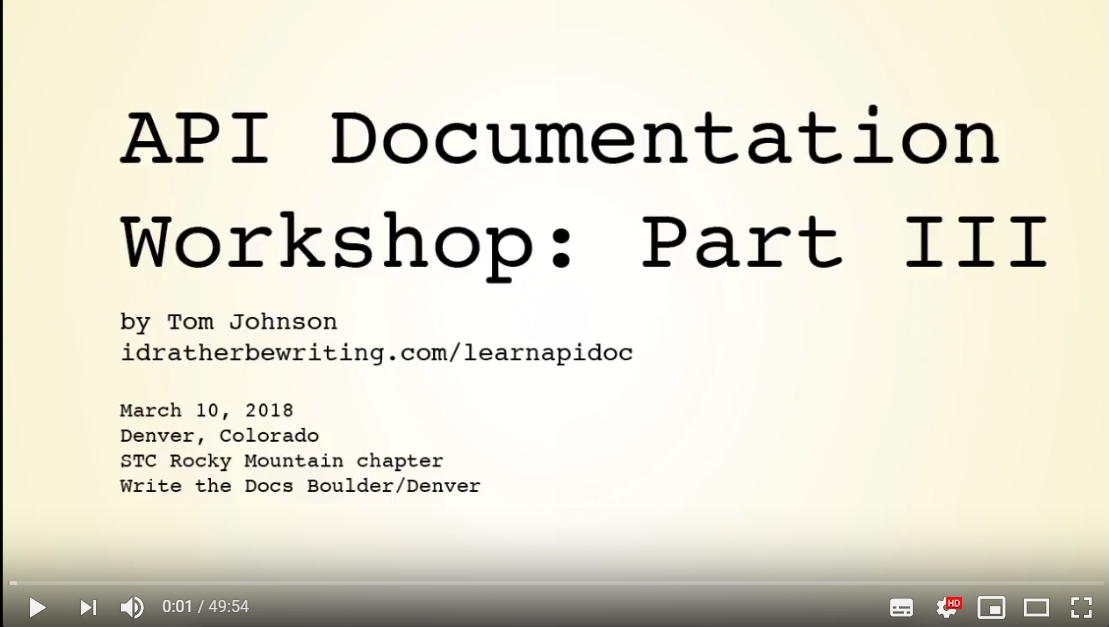 API Documentation
Workshop: Part III
by Tom Johnson
idratherbewriting.com/learnapidoc
March 10, 2018
Denver, Colorado
STC Rocky Mountain chapter
Write the Docs Boulder/Denver
0:01 / 49:54
HD